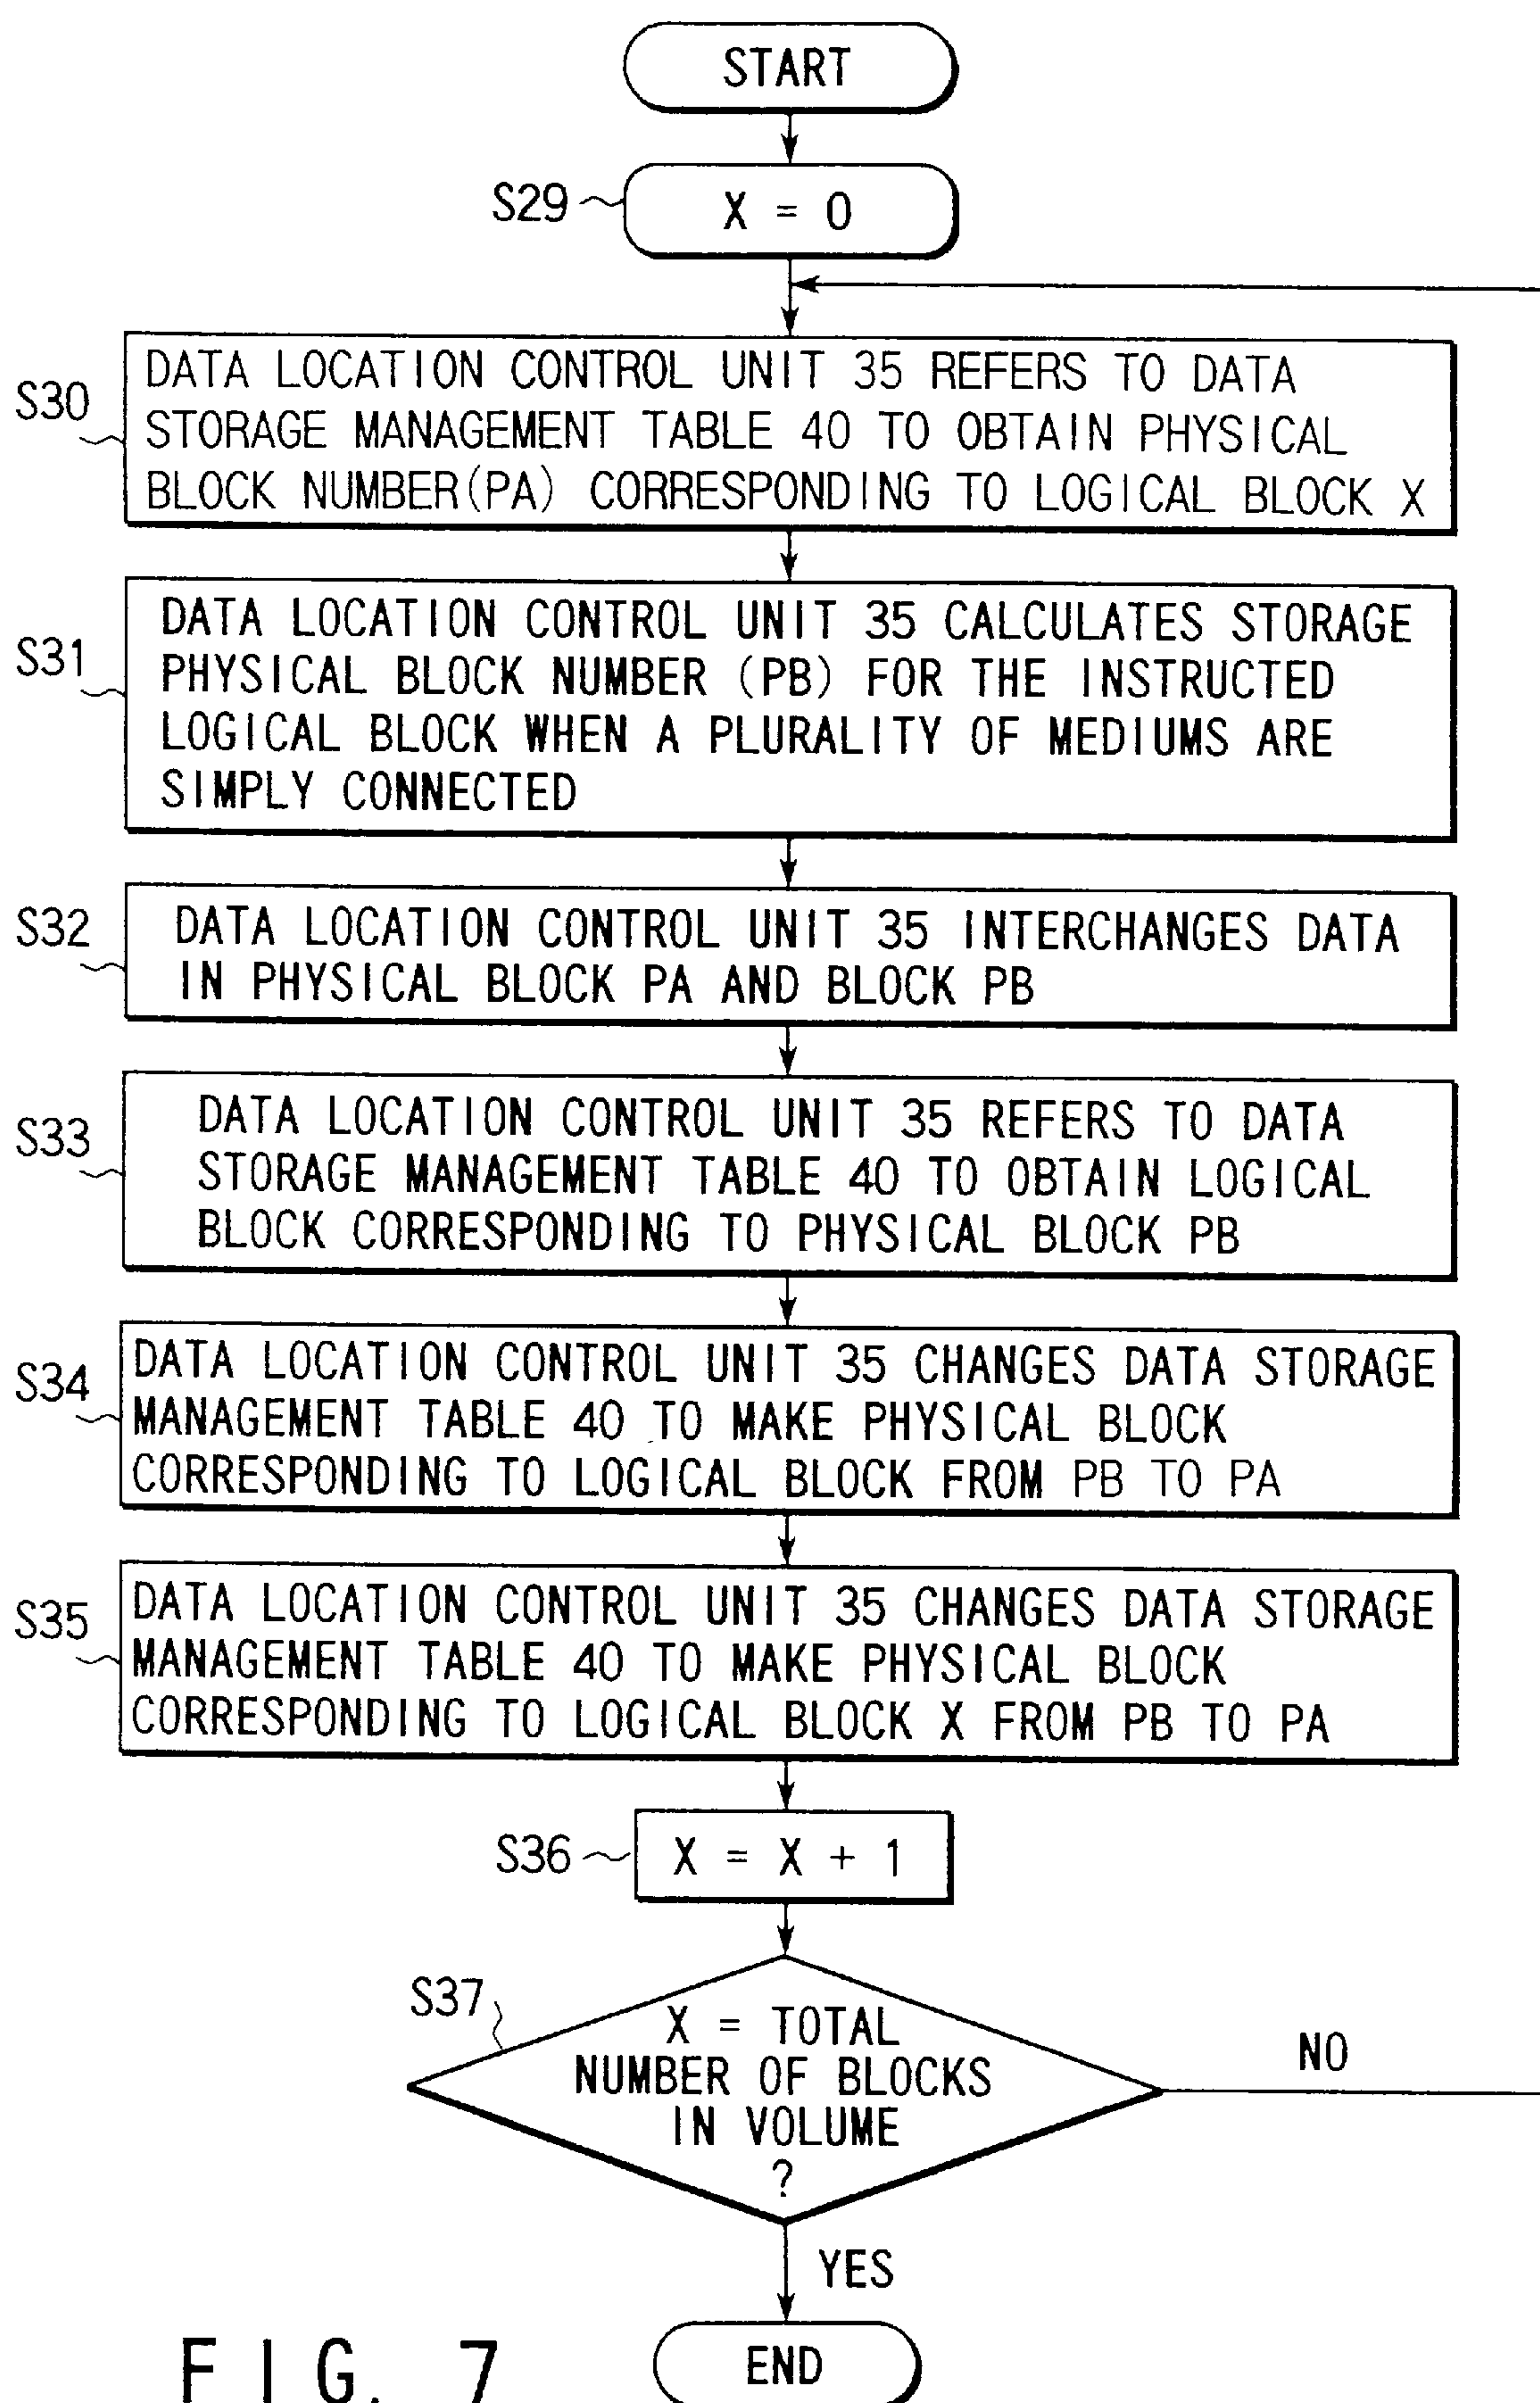 START
S29
X = 0
S30
DATA LOCATION CONTROL UNIT 35 REFERS TO DATA
STORAGE MANAGEMENT TABLE 40 TO OBTAIN PHYSICAL
BLOCK NUMBER(PA) CORRESPONDING TO LOGICAL BLOCK X
S31
DATA LOCATION CONTROL UNIT 35 CALCULATES STORAGE
PHYSICAL BLOCK NUMBER (PB) FOR THE INSTRUCTED
LOGICAL BLOCK WHEN A PLURALITY OF MEDIUMS ARE
SIMPLY CONNECTED
S32
DATA LOCATION CONTROL UNIT 35 INTERCHANGES DATA
IN PHYSICAL BLOCK PA AND BLOCK PB
S33
DATA LOCATION CONTROL UNIT 35 REFERS TO DATA
STORAGE MANAGEMENT TABLE 40 TO OBTAIN LOGICAL
BLOCK CORRESPONDING TO PHYSICAL BLOCK PB
S34
DATA LOCATION CONTROL UNIT 35 CHANGES DATA STORAGE
MANAGEMENT TABLE 40 TO MAKE PHYSICAL BLOCK
CORRESPONDING TO LOGICAL BLOCK FROM PB TO PA
S35
DATA LOCATION CONTROL UNIT 35 CHANGES DATA STORAGE
MANAGEMENT TABLE 40 TO MAKE PHYSICAL BLOCK
CORRESPONDING TO LOGICAL BLOCK X FROM PB TO PA
S36
X = X + 1
S37
X = TOTAL
NUMBER OF BLOCKS
IN VOLUME
?
NO
YES
END
FIG. 7